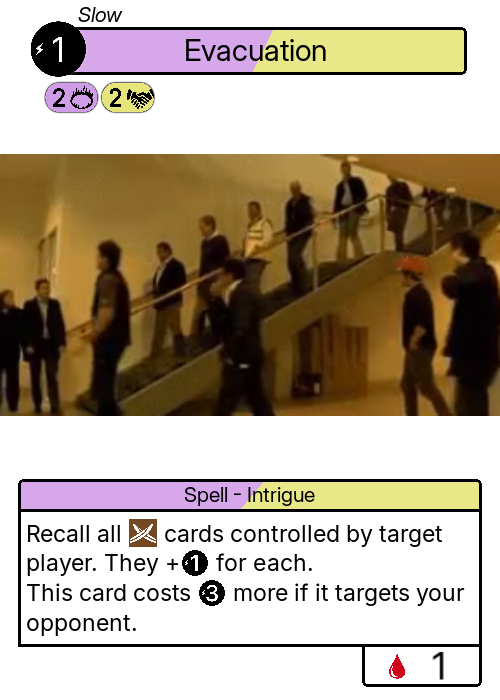 Slow
1 Evacuation
2 2
Spell - Intrigue
Recall all cards controlled by target
player. They +1 for each.
This card costs 3 more if it targets your
opponent.
1